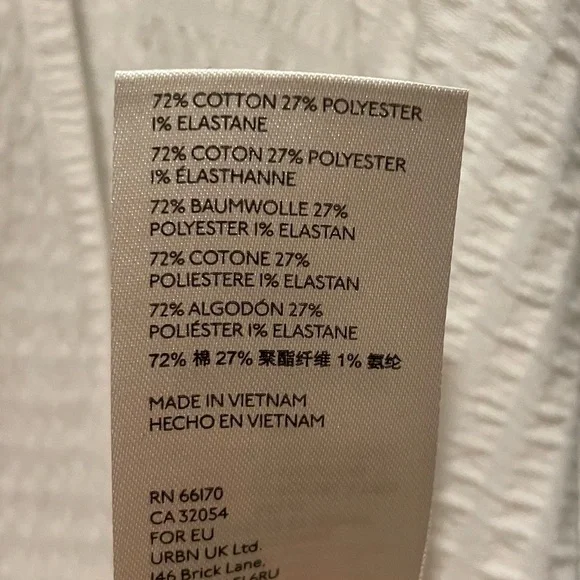 72% COTTON 27% POLYESTER
1% ELASTANE
72% COTON 27% POLYESTER
1% ÉLASTHANNE
72% BAUMWOLLE 27%
POLYESTER 1% ELASTAN
72% COTONE 27%
POLIESTERE 1% ELASTAN
72% ALGODÓN 27%
POLIÉSTER 1% ELASTANE
72% 棉 27% 聚酯纤维 1% 氨纶
MADE IN VIETNAM
HECHO EN VIETNAM
RN 66170
CA 32054
FOR EU
URBN UK Ltd.
146 Brick Lane.
6RU